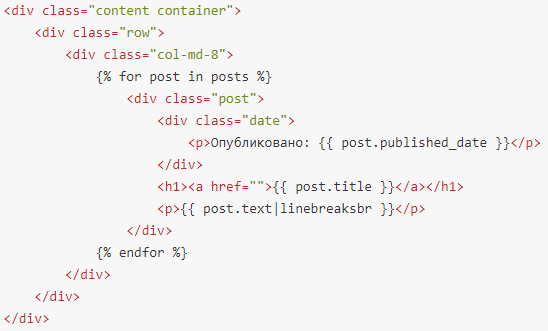 <div class="content container">
    <div class="row">
        <div class="col-md-8">
            {% for post in posts %}
                <div class="post">
                    <div class="date">
                        <p>Опубликовано: {{ post.published_date }}</p>
                    </div>
                    <h1><a href="">{{ post.title }}</a></h1>
                    <p>{{ post.text|linebreaksbr }}</p>
                </div>
            {% endfor %}
        </div>
    </div>
</div>